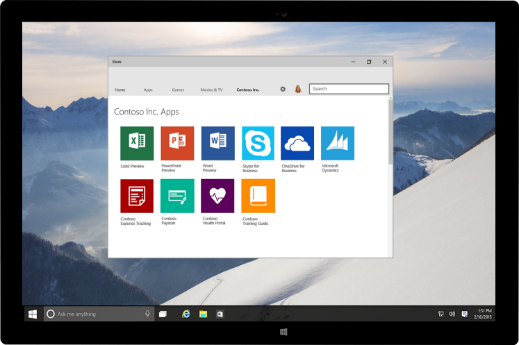 Store
Home Apps Games Movies & TV Contoso Inc. Search
Contoso Inc. Apps
Excel Preview
PowerPoint
Preview
Word
Preview
Skype for
Business
OneDrive for
Business
Microsoft
Dynamics
Contoso
Expense Tracking
Contoso
Paystub
Contoso
Health Portal
Contoso
Training Guide
Ask me anything
1:51 PM
2/10/2015